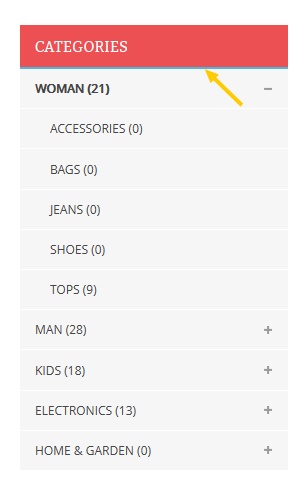 CATEGORIES
WOMAN (21)
ACCESSORIES (0)
BAGS (0)
JEANS (0)
SHOES (0)
TOPS (9)
MAN (28)
KIDS (18)
ELECTRONICS (13)
HOME & GARDEN (0)